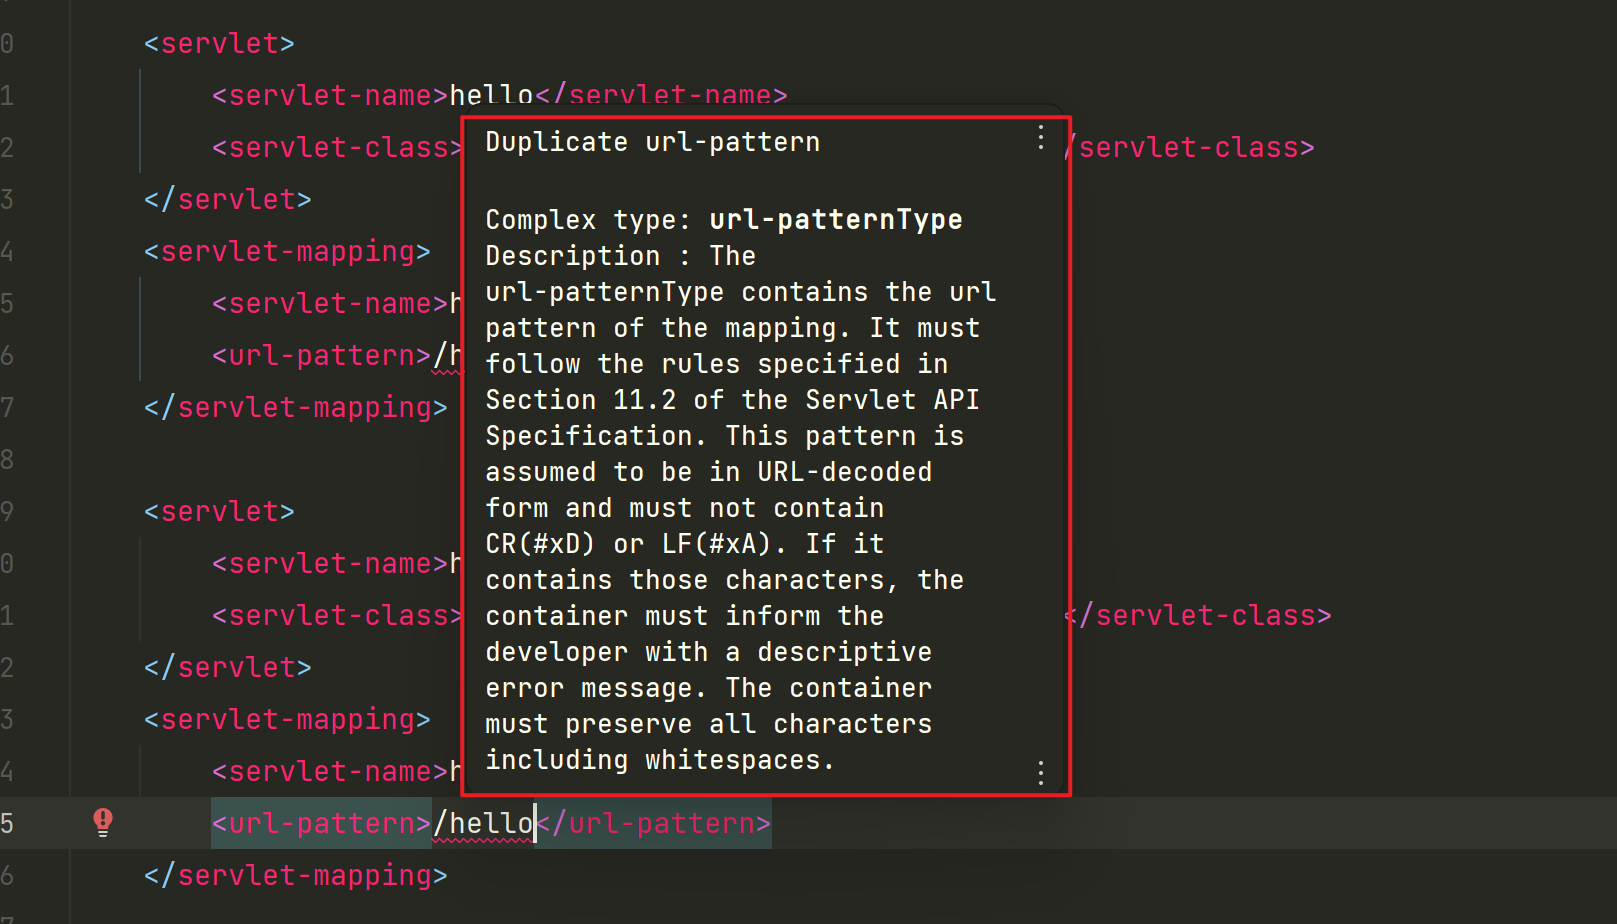 0 <servlet>
1 <servlet-name>hello</servlet-name>
2 <servlet-class> /servlet-class>
3 </servlet>
4 <servlet-mapping>
5 <servlet-name>h
6 <url-pattern>/h
7 </servlet-mapping>
8
9 <servlet>
0 <servlet-name>h
1 <servlet-class> </servlet-class>
2 </servlet>
3 <servlet-mapping>
4 <servlet-name>h
5 <url-pattern>/hello</url-pattern>
6 </servlet-mapping>
Duplicate url-pattern
Complex type: url-patternType
Description : The
url-patternType contains the url
pattern of the mapping. It must
follow the rules specified in
Section 11.2 of the Servlet API
Specification. This pattern is
assumed to be in URL-decoded
form and must not contain
CR(#xD) or LF(#xA). If it
contains those characters, the
container must inform the
developer with a descriptive
error message. The container
must preserve all characters
including whitespaces.